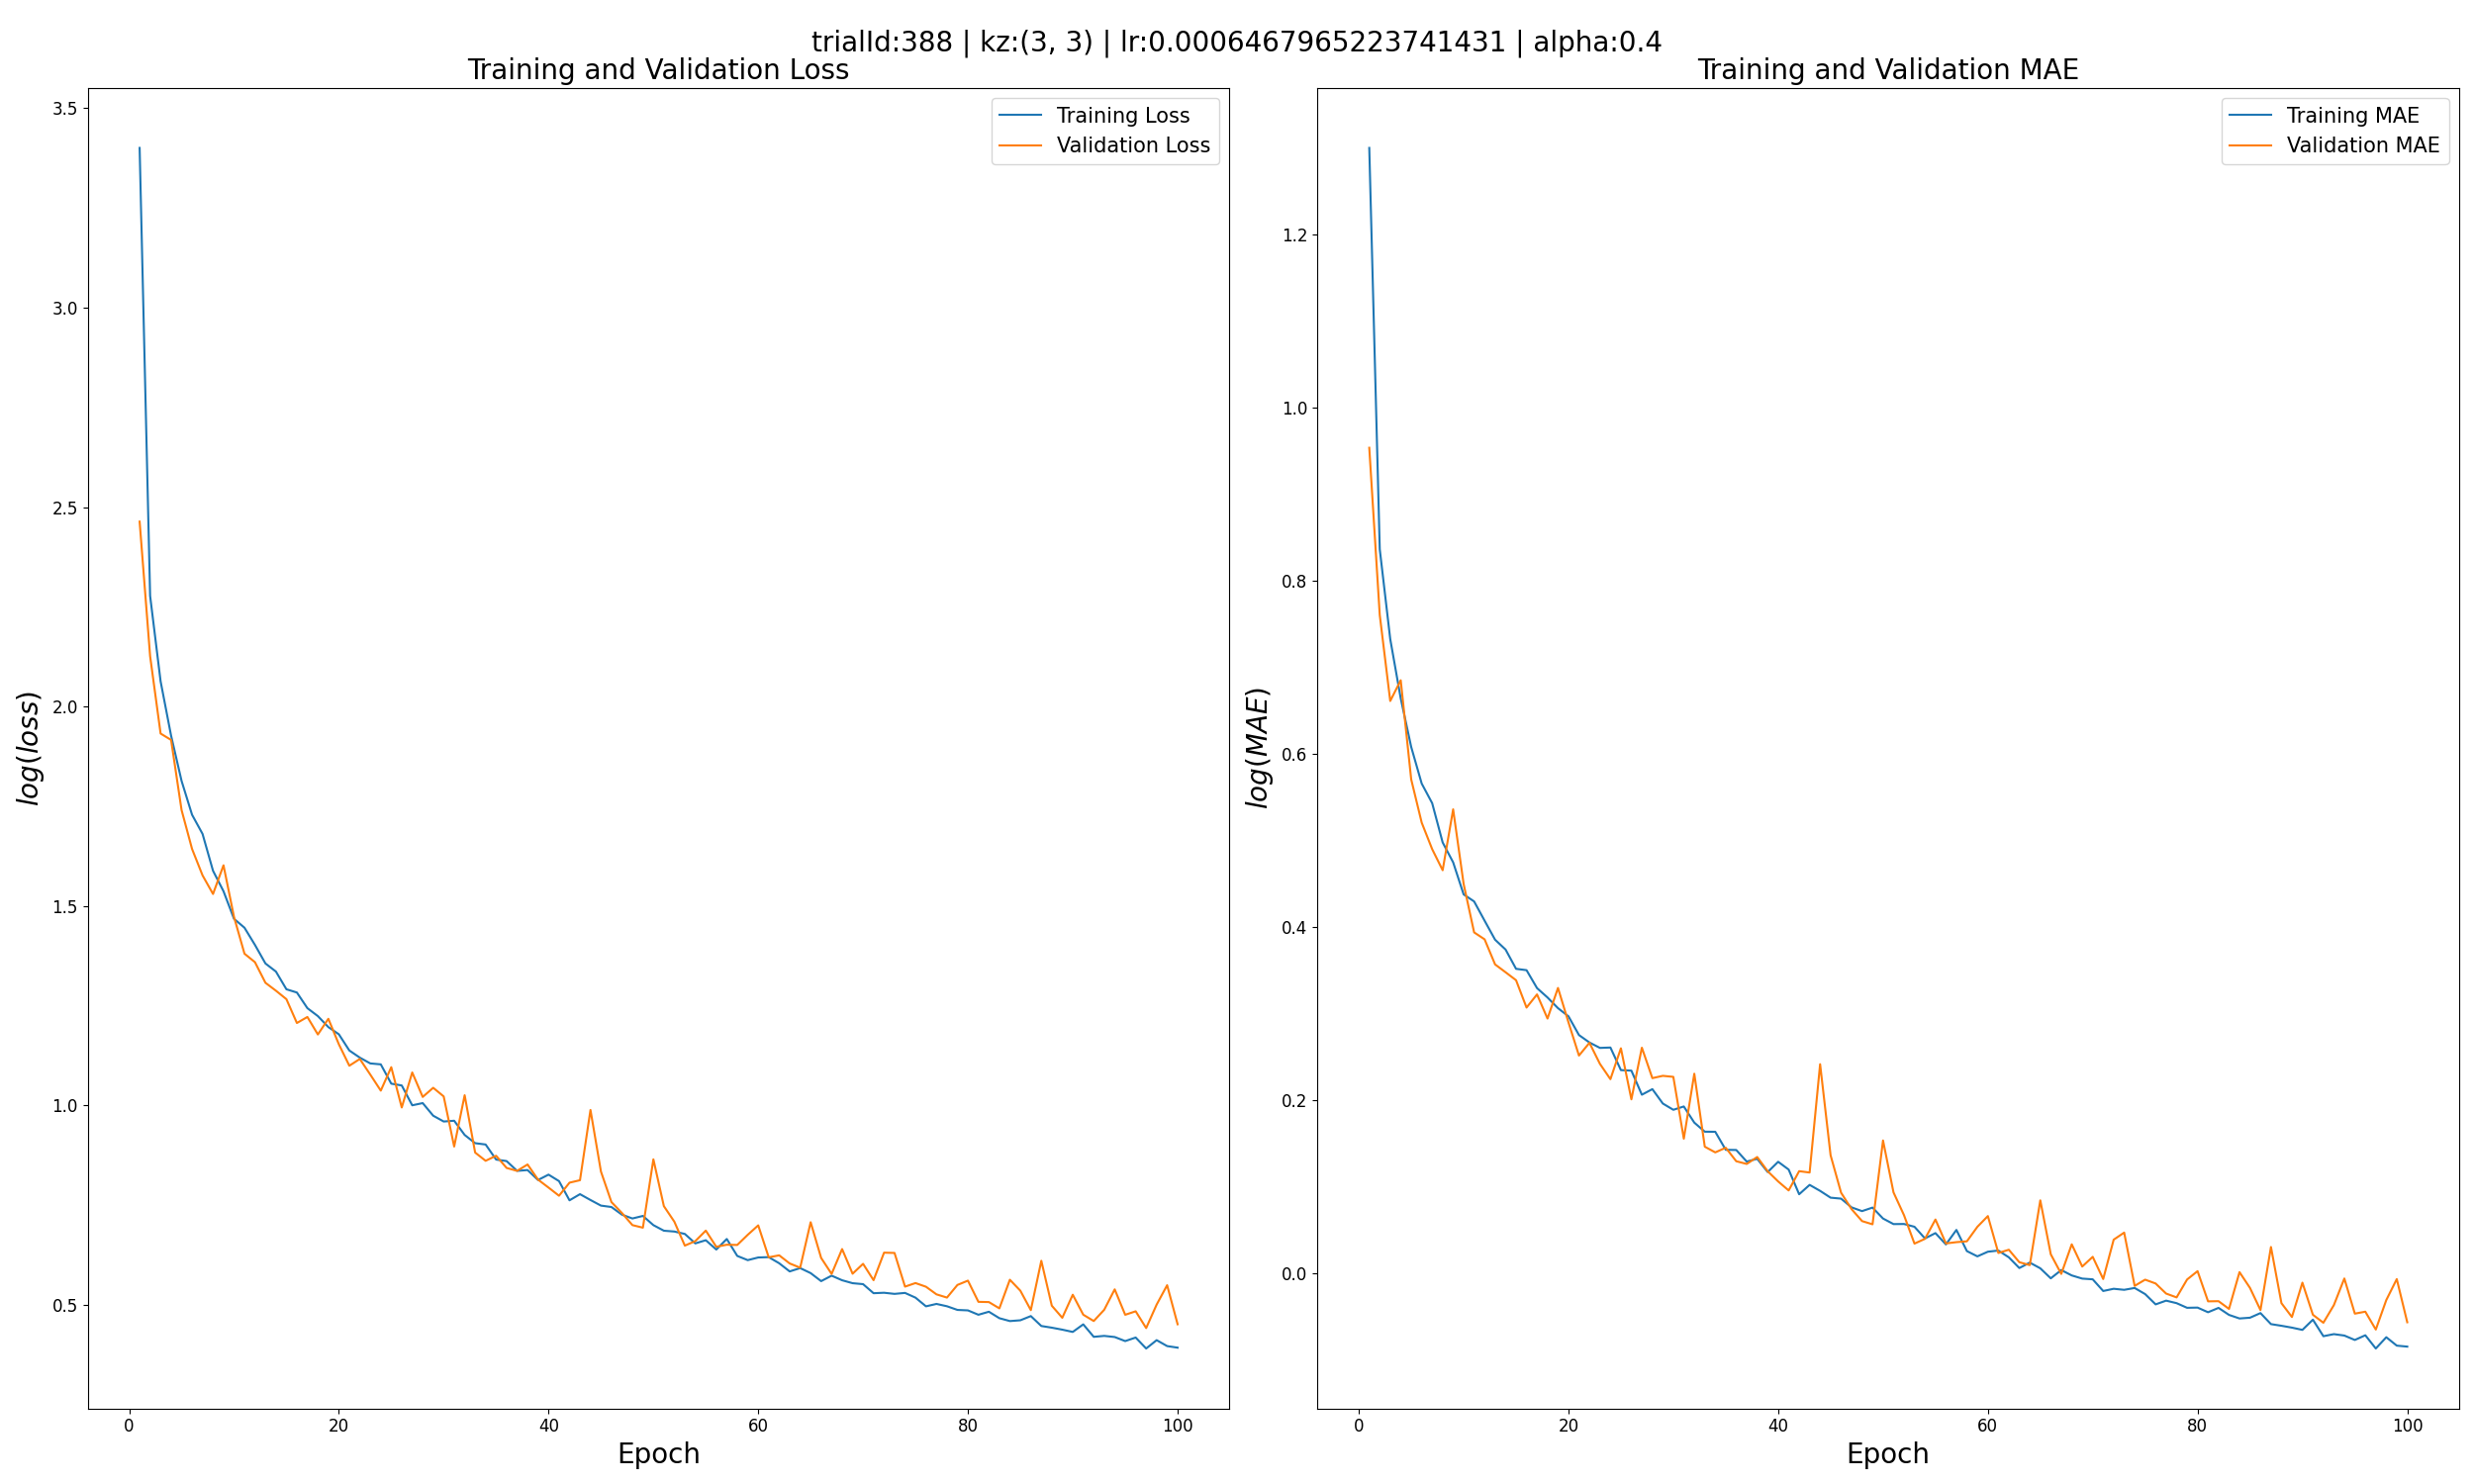 trialId:388 | kz:(3, 3) | lr:0.0006467965223741431 | alpha:0.4
Training and Validation Loss
Training Loss
Validation Loss
log(loss)
3.5
3.0
2.5
2.0
1.5
1.0
0.5
0
20
40
60
80
100
Epoch
Training and Validation MAE
Training MAE
Validation MAE
log(MAE)
1.2
1.0
0.8
0.6
0.4
0.2
0.0
0
20
40
60
80
100
Epoch